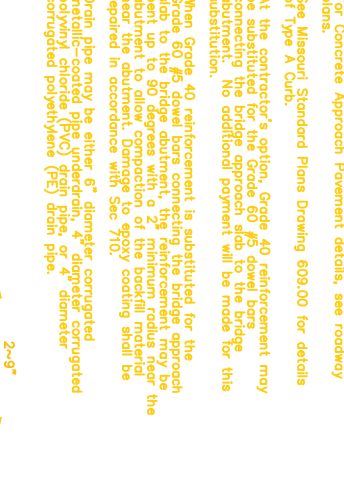 or Concrete Approach Pavement details, see roadway
plans.
See Missouri Standard Plans Drawing 609.00 for details
of Type A Curb.
At the contractor's option, Grade 40 reinforcement may
be substituted for the Grade 60 #5 dowel bars
connecting the bridge approach slab to the bridge
abutment. No additional payment will be made for this
substitution.
When Grade 40 reinforcement is substituted for the
Grade 60 #5 dowel bars connecting the bridge approach
slab to the bridge abutment, the reinforcement may be
bent up to 90 degrees with a 2" minimum radius near the
abutment to allow compaction of the backfill material
near the abutment. Damage to epoxy coating shall be
repaired in accordance with Sec 710.
Drain pipe may be either 6" diameter corrugated
metallic-coated pipe underdrain, 4" diameter corrugated
polyvinyl chloride (PVC) drain pipe, or 4" diameter
corrugated polyethylene (PE) drain pipe.
2~9"